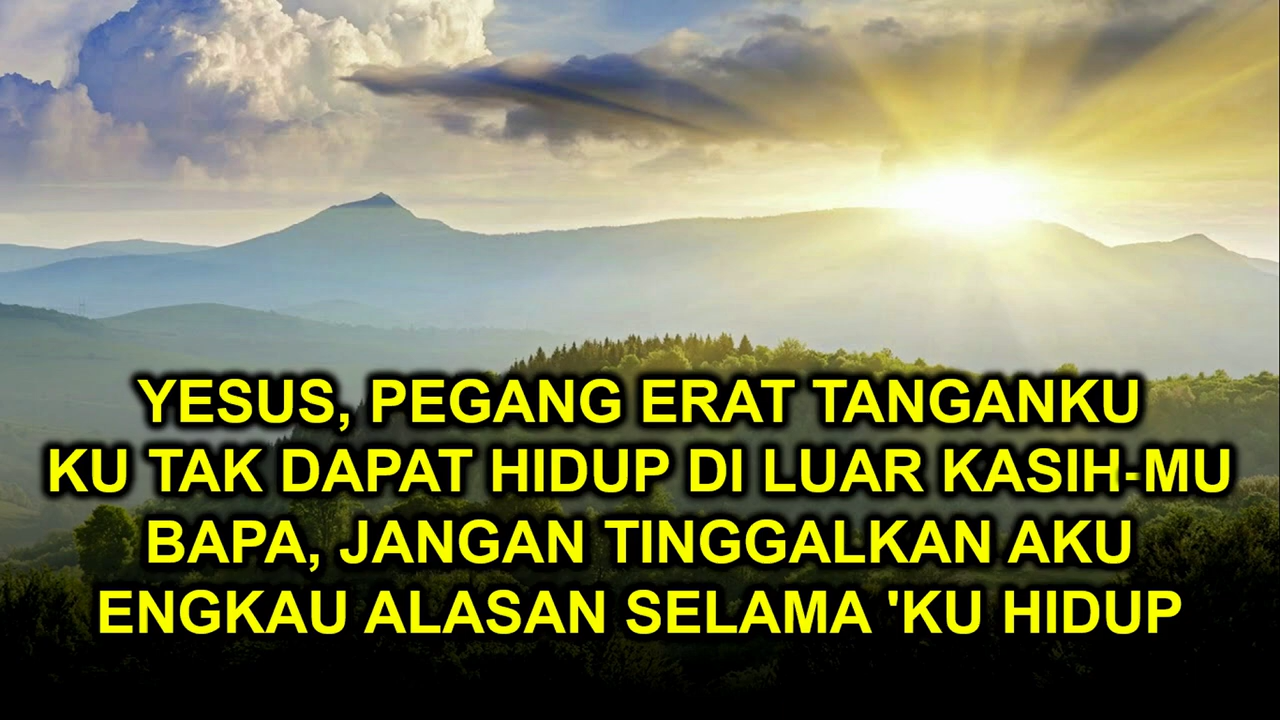 YESUS, PEGANG ERAT TANGANKU
KU TAK DAPAT HIDUP DI LUAR KASIH-MU
BAPA, JANGAN TINGGALKAN AKU
ENGKAU ALASAN SELAMA 'KU HIDUP